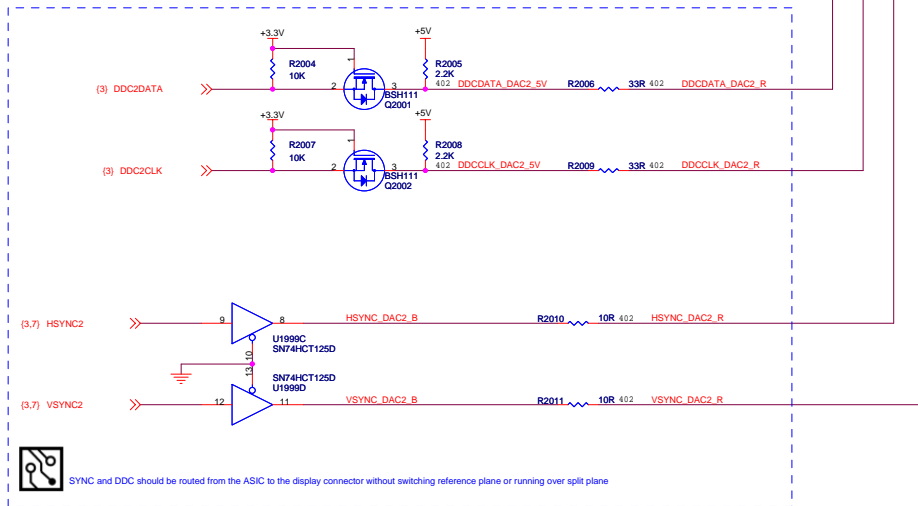 +3.3V
+5V
R2004
10K
1
R2005
2.2K
402
{3} DDC2DATA
2
3
BSH111
Q2001
DDCDATA_DAC2_5V
R2006
33R 402
DDCDATA_DAC2_R
+3.3V
+5V
R2007
10K
1
R2008
2.2K
402
{3} DDC2CLK
2
3
BSH111
Q2002
DDCCLK_DAC2_5V
R2009
33R 402
DDCCLK_DAC2_R
{3,7} HSYNC2
9
8
HSYNC_DAC2_B
R2010
10R 402
HSYNC_DAC2_R
U1999C
SN74HCT125D
10
13
SN74HCT125D
U1999D
{3,7} VSYNC2
12
11
VSYNC_DAC2_B
R2011
10R 402
VSYNC_DAC2_R
SYNC and DDC should be routed from the ASIC to the display connector without switching reference plane or running over split plane